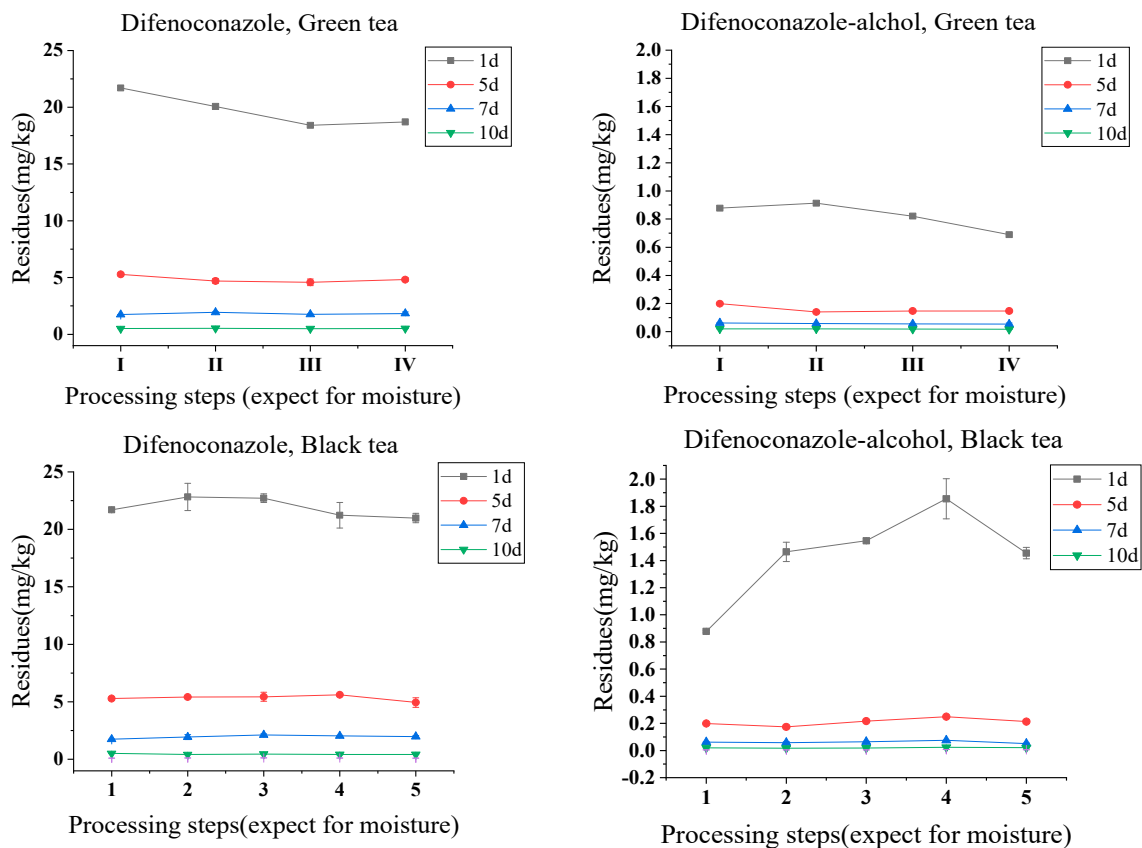 Difenoconazole, Green tea
25
20
15
10
5
0
Residues(mg/kg)
1d
5d
7d
10d
I II III IV
Processing steps (expect for moisture)
Difenoconazole-alchol, Green tea
2.0
1.8
1.6
1.4
1.2
1.0
0.8
0.6
0.4
0.2
0.0
Residues(mg/kg)
1d
5d
7d
10d
I II III IV
Processing steps (expect for moisture)
Difenoconazole, Black tea
25
20
15
10
5
0
Residues(mg/kg)
1d
5d
7d
10d
1 2 3 4 5
Processing steps(expect for moisture)
Difenoconazole-alcohol, Black tea
2.0
1.8
1.6
1.4
1.2
1.0
0.8
0.6
0.4
0.2
0.0
-0.2
Residues(mg/kg)
1d
5d
7d
10d
1 2 3 4 5
Processing steps(expect for moisture)